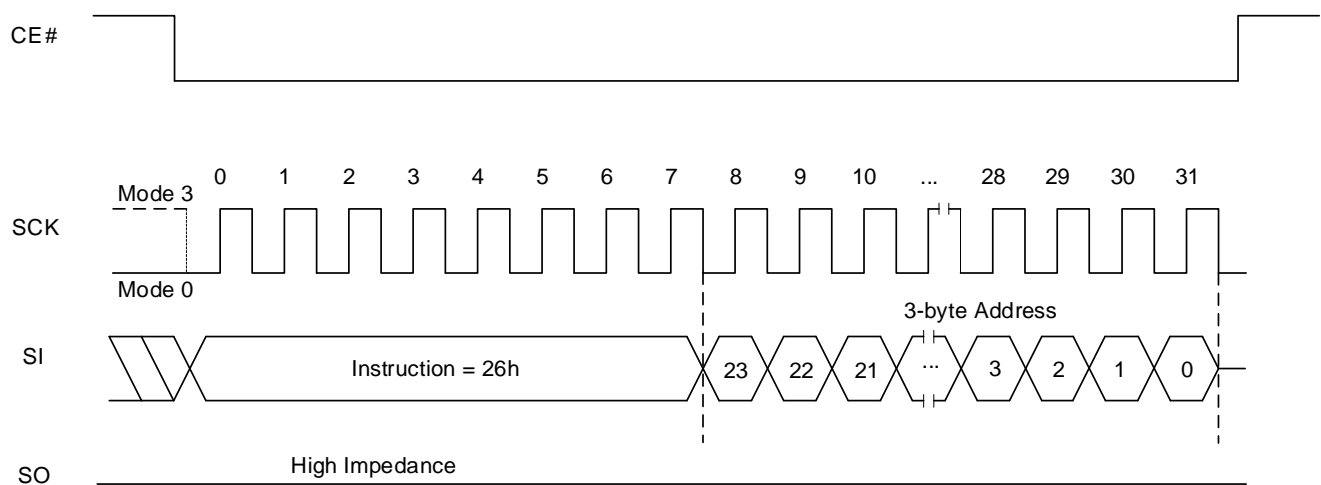 CE#
0 1 2 3 4 5 6 7 8 9 10 ... 28 29 30 31
Mode 3
SCK
Mode 0
3-byte Address
SI
Instruction = 26h 23 22 21 ... 3 2 1 0
High Impedance
SO